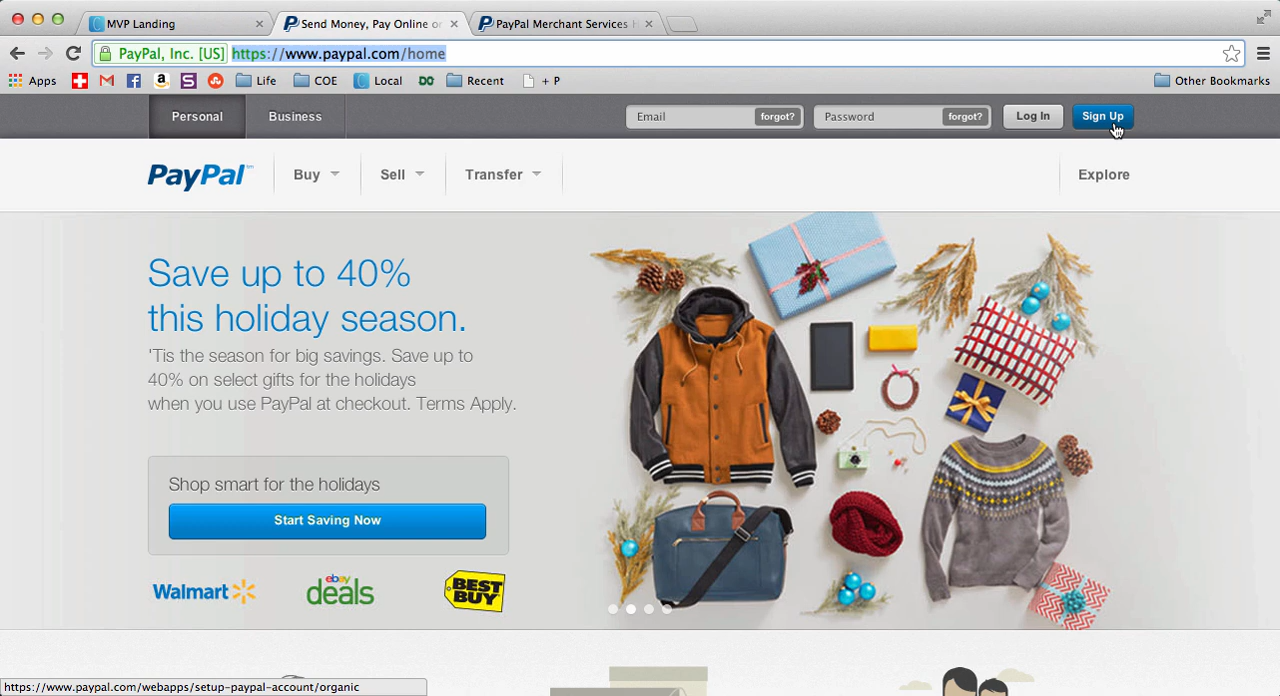 MVP Landing
Send Money, Pay Online or
PayPal Merchant Services
PayPal, Inc. [US] https://www.paypal.com/home
Apps
Life
COE
Local
DO
Recent
+ P
Other Bookmarks
Personal
Business
Email
forgot?
Password
forgot?
Log In
Sign Up
PayPal™
Buy
Sell
Transfer
Explore
Save up to 40%
this holiday season.
'Tis the season for big savings. Save up to
40% on select gifts for the holidays
when you use PayPal at checkout. Terms Apply.
Shop smart for the holidays
Start Saving Now
Walmart
ebay
deals
BEST
BUY
https://www.paypal.com/webapps/setup-paypal-account/organic